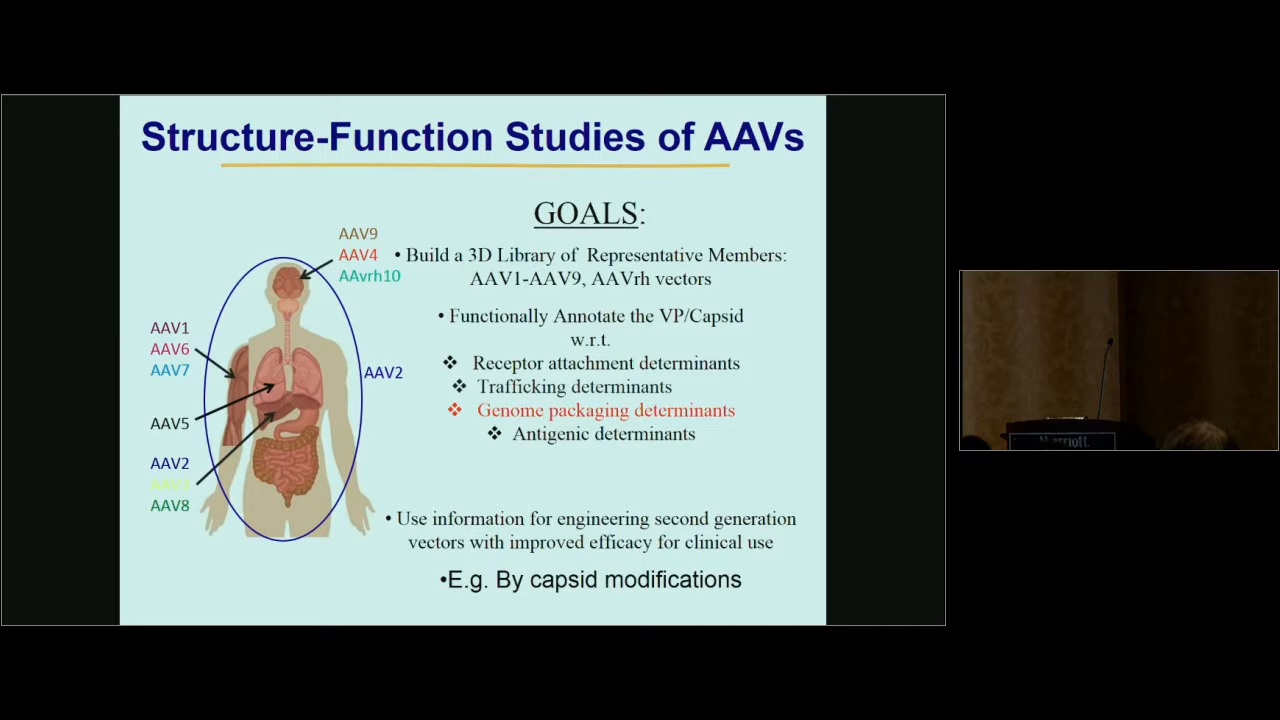 Structure-Function Studies of AAVs
GOALS:
• Build a 3D Library of Representative Members:
AAV1-AAV9, AAVrh vectors
• Functionally Annotate the VP/Capsid
w.r.t.
❖ Receptor attachment determinants
❖ Trafficking determinants
❖ Genome packaging determinants
❖ Antigenic determinants
• Use information for engineering second generation
vectors with improved efficacy for clinical use
•E.g. By capsid modifications
AAV9
AAV4
AAvrh10
AAV1
AAV6
AAV7
AAV5
AAV2
AAV8
AAV2
Marriott